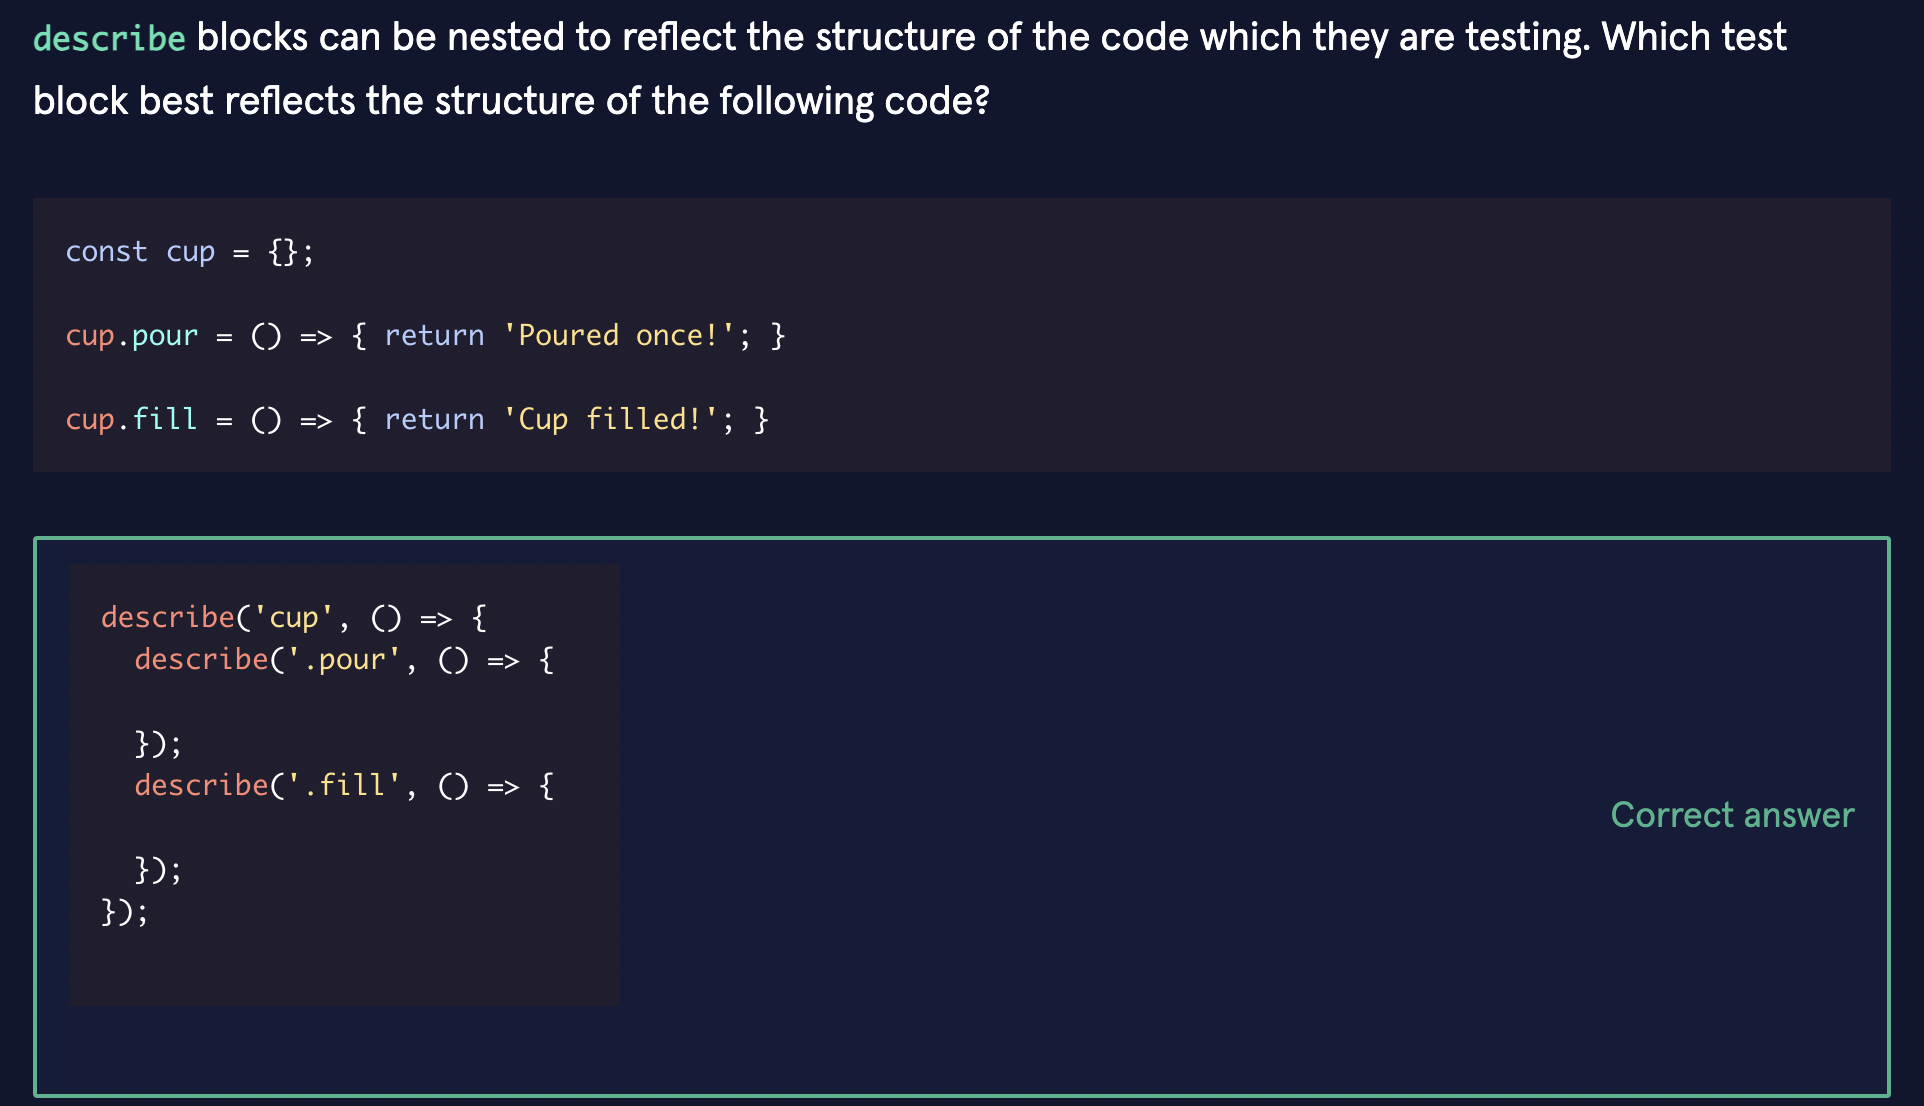 describe blocks can be nested to reflect the structure of the code which they are testing. Which test
block best reflects the structure of the following code?
const cup = {};
cup.pour = () => { return 'Poured once!'; }
cup.fill = () => { return 'Cup filled!'; }
describe('cup', () => {
  describe('.pour', () => {
  });
  describe('.fill', () => {
  });
});
Correct answer